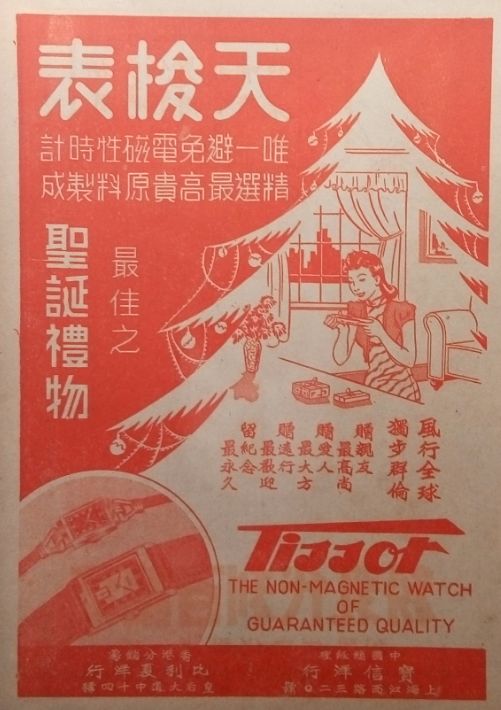 天梭表
唯一避免電磁性時計
精選最高貴原料製成
最佳之
聖誕禮物
風行全球
獨步群倫
贈親友
最高尚
贈愛人
最大方
贈遠行
最歡迎
留紀念
最永久
Tissot
THE NON-MAGNETIC WATCH
OF
GUARANTEED QUALITY
中國總經理
寶信洋行
上海江西路三二〇號
香港分銷處
比利夏洋行
皇后大道中十四號